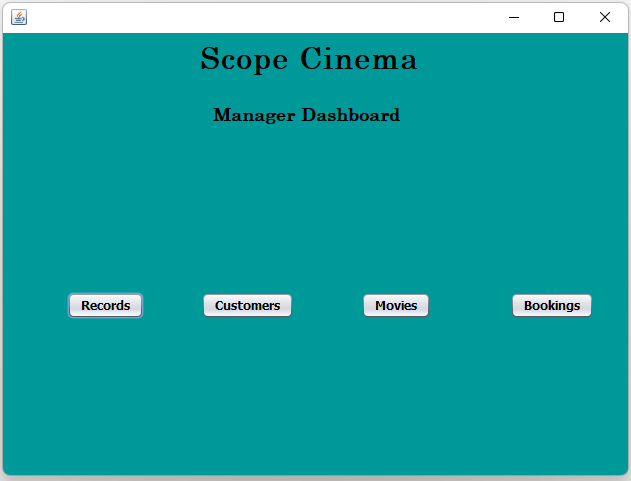 Scope Cinema
Manager Dashboard
Records Customers Movies Bookings